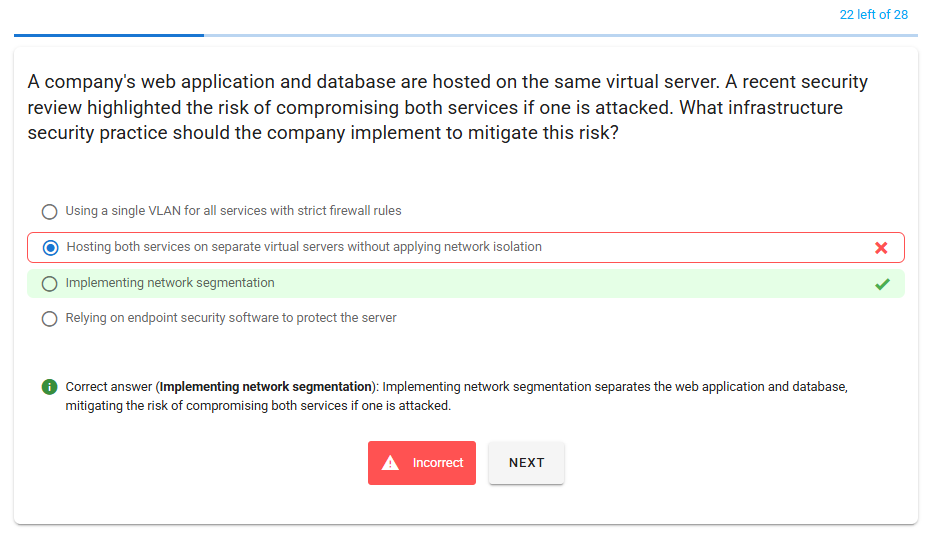 22 left of 28
A company's web application and database are hosted on the same virtual server. A recent security
review highlighted the risk of compromising both services if one is attacked. What infrastructure
security practice should the company implement to mitigate this risk?
Using a single VLAN for all services with strict firewall rules
Hosting both services on separate virtual servers without applying network isolation
Implementing network segmentation
Relying on endpoint security software to protect the server
Correct answer (Implementing network segmentation): Implementing network segmentation separates the web application and database,
mitigating the risk of compromising both services if one is attacked.
Incorrect
NEXT